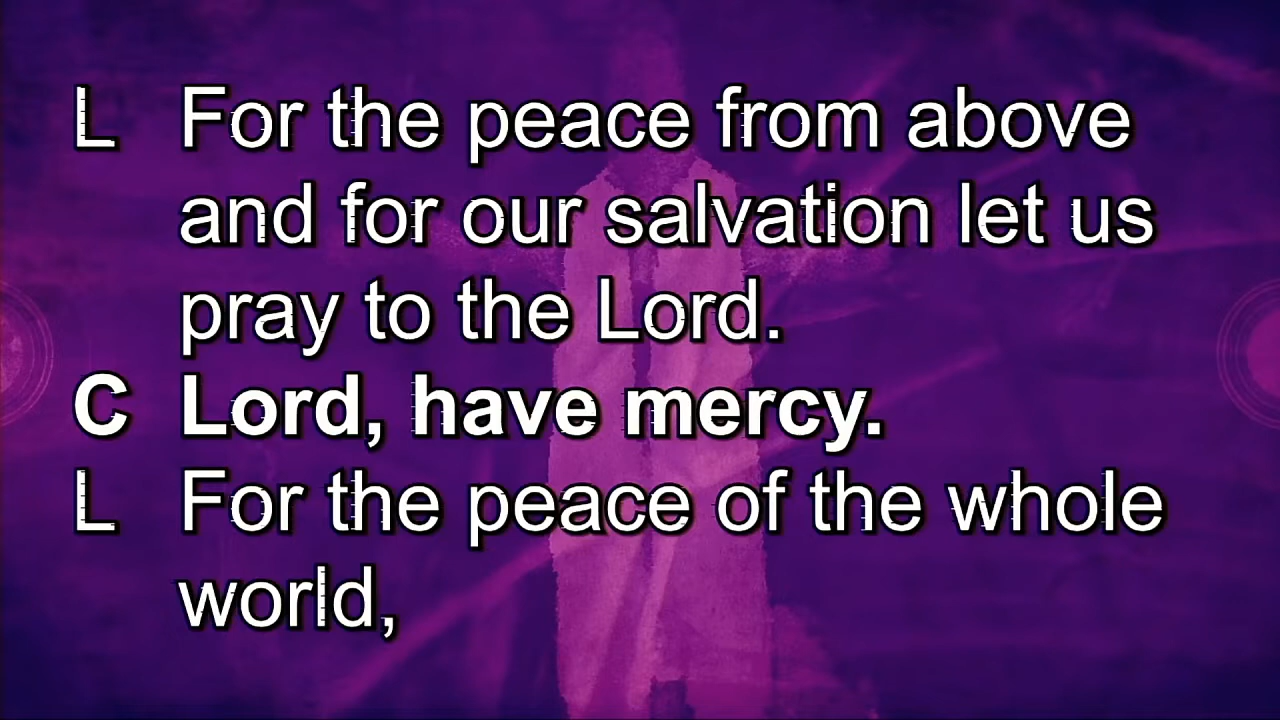 L For the peace from above
and for our salvation let us
pray to the Lord.
C Lord, have mercy.
L For the peace of the whole
world,